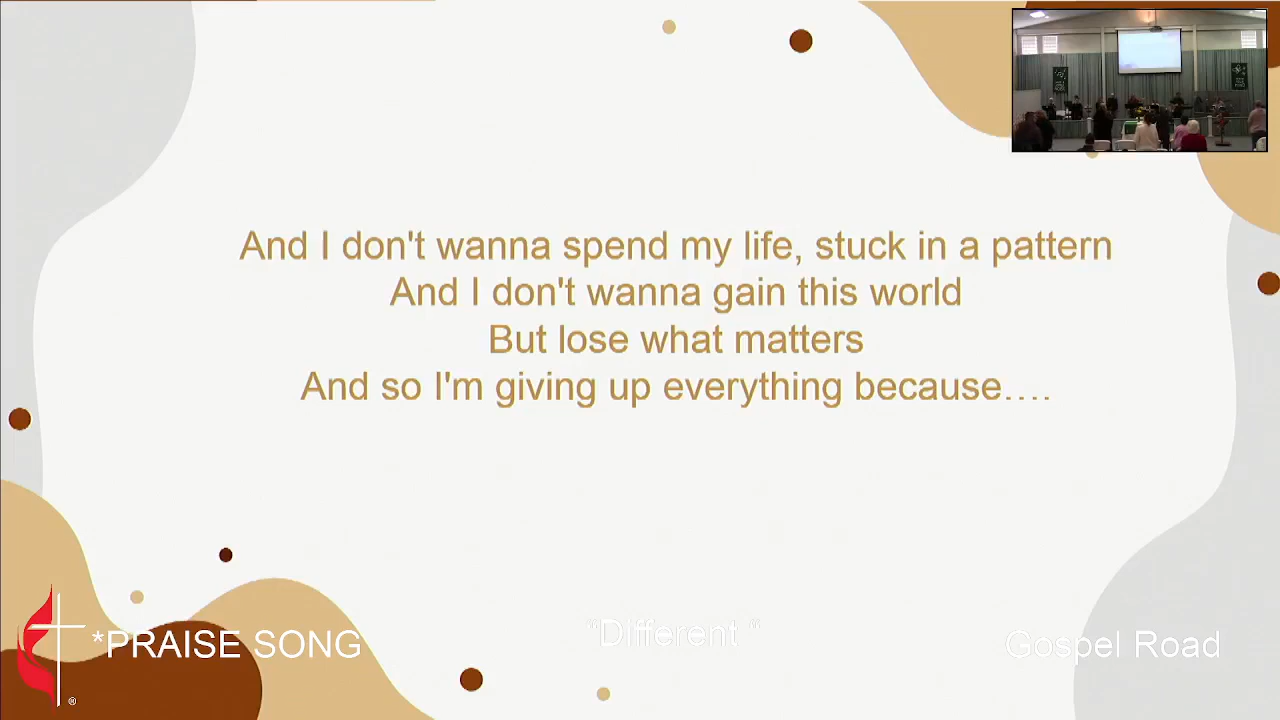 And I don't wanna spend my life, stuck in a pattern
And I don't wanna gain this world
But lose what matters
And so I'm giving up everything because….
*PRAISE SONG
"Different "
Gospel Road
®